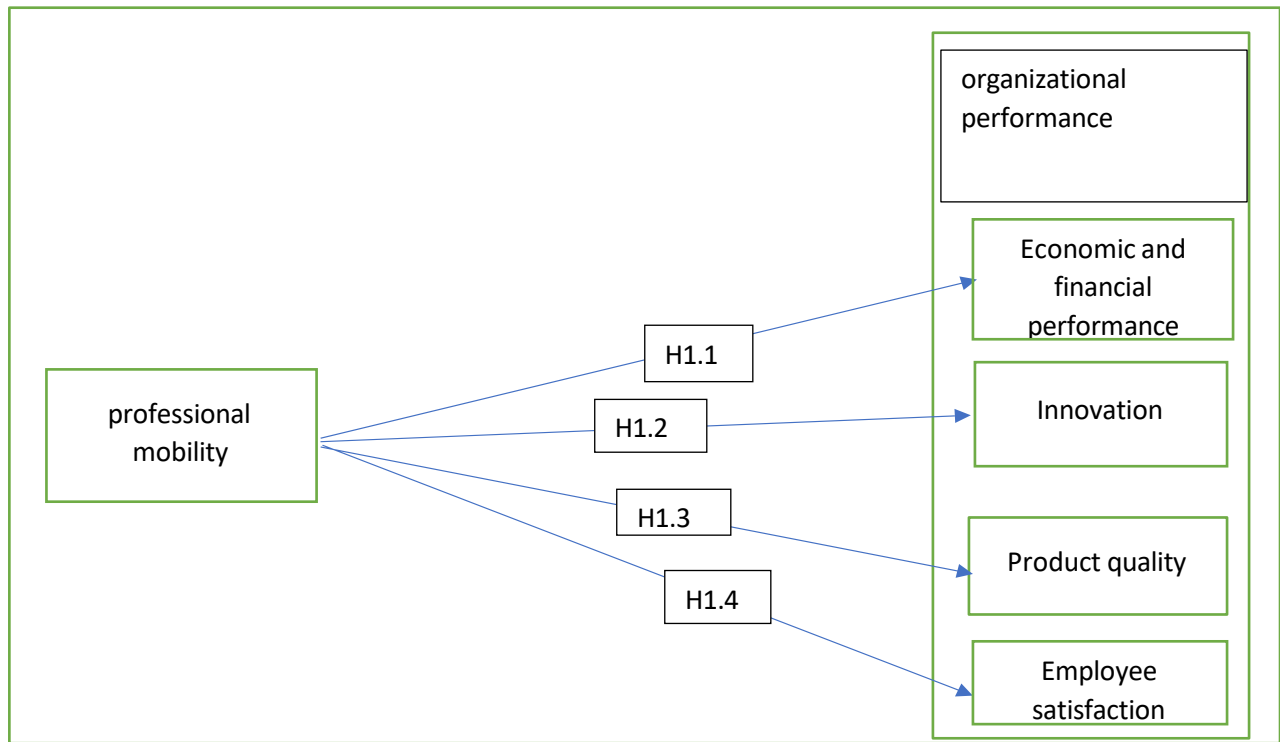 organizational
performance
Economic and
financial
performance
H1.1
professional
mobility
H1.2
Innovation
H1.3
Product quality
H1.4
Employee
satisfaction